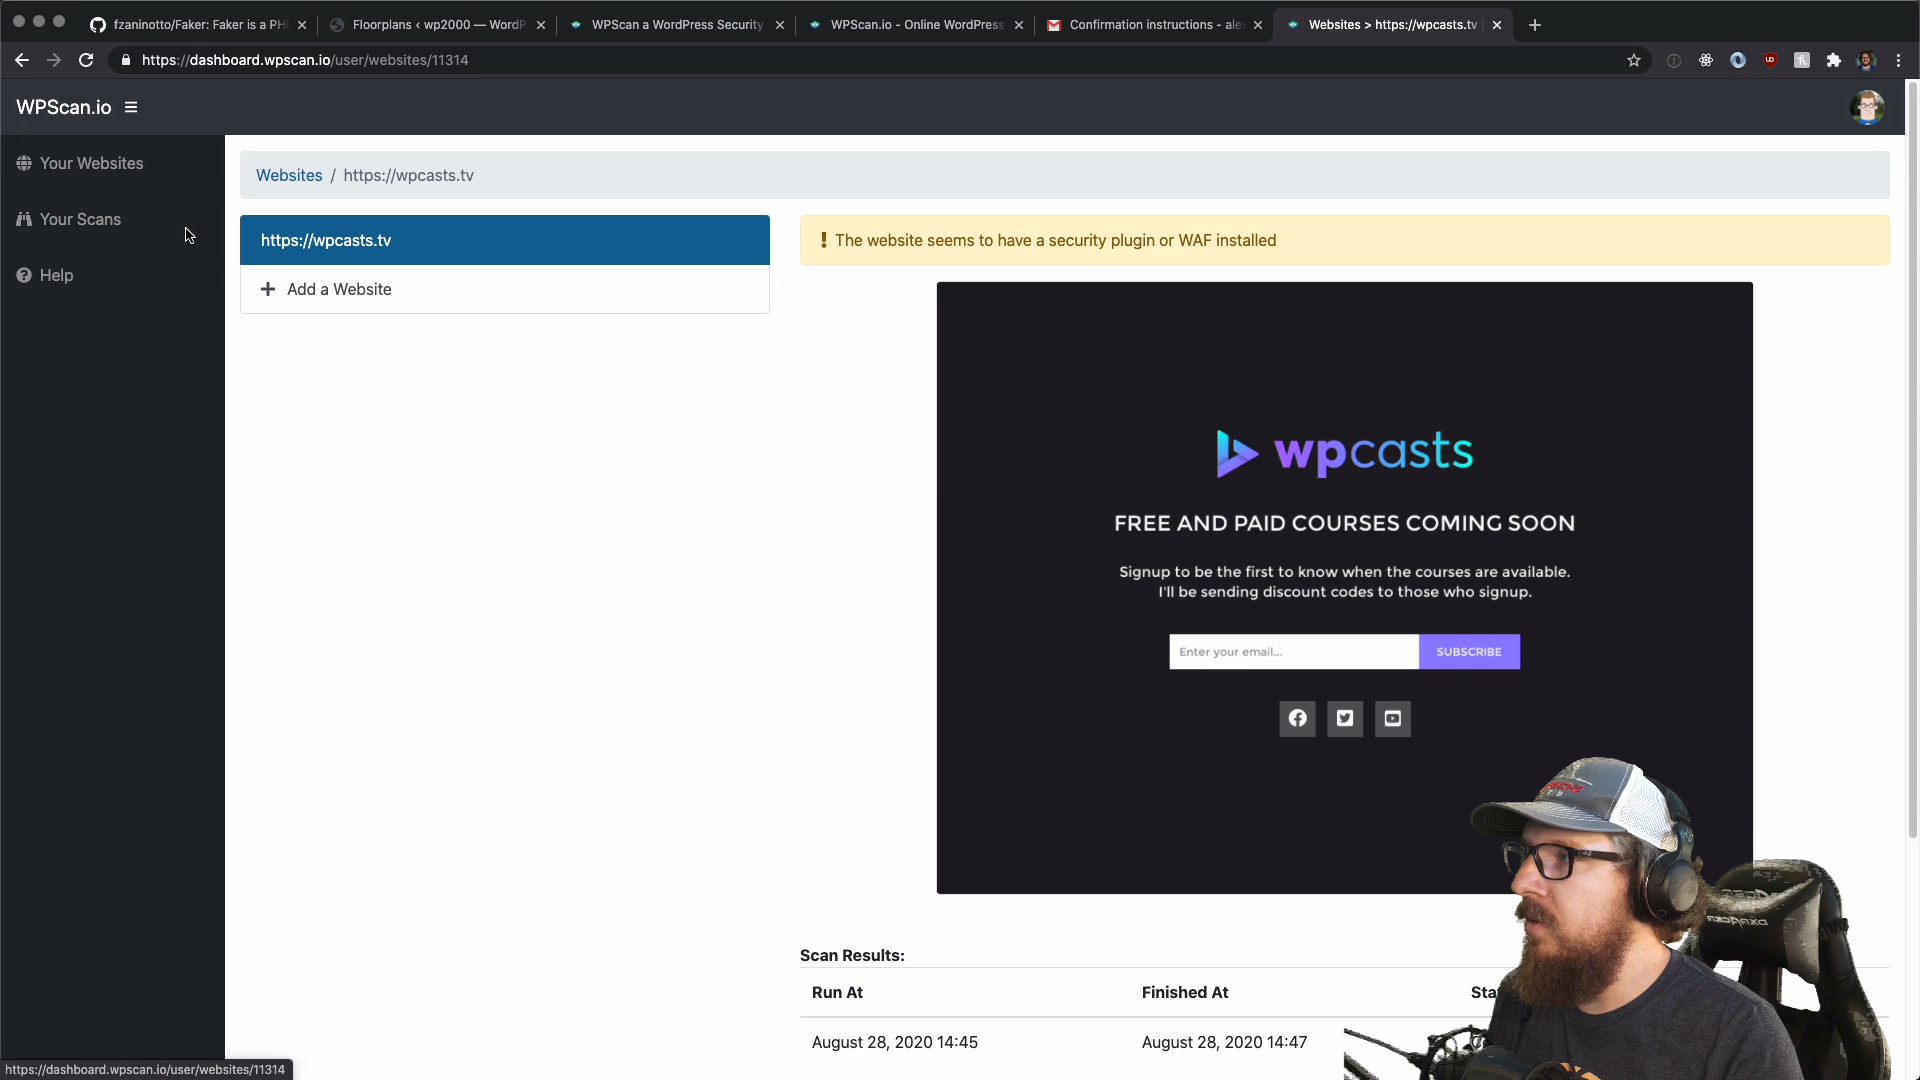 fzaninotto/Faker: Faker is a PH
Floorplans ‹ wp2000 — WordP
WPScan a WordPress Security
WPScan.io - Online WordPress
Confirmation instructions - ale
Websites > https://wpcasts.tv
https://dashboard.wpscan.io/user/websites/11314
WPScan.io
Your Websites
Your Scans
Help
Websites / https://wpcasts.tv
https://wpcasts.tv
Add a Website
The website seems to have a security plugin or WAF installed
wpcasts
FREE AND PAID COURSES COMING SOON
Signup to be the first to know when the courses are available.
I'll be sending discount codes to those who signup.
Enter your email...
SUBSCRIBE
Scan Results:
Run At
Finished At
August 28, 2020 14:45
August 28, 2020 14:47
https://dashboard.wpscan.io/user/websites/11314